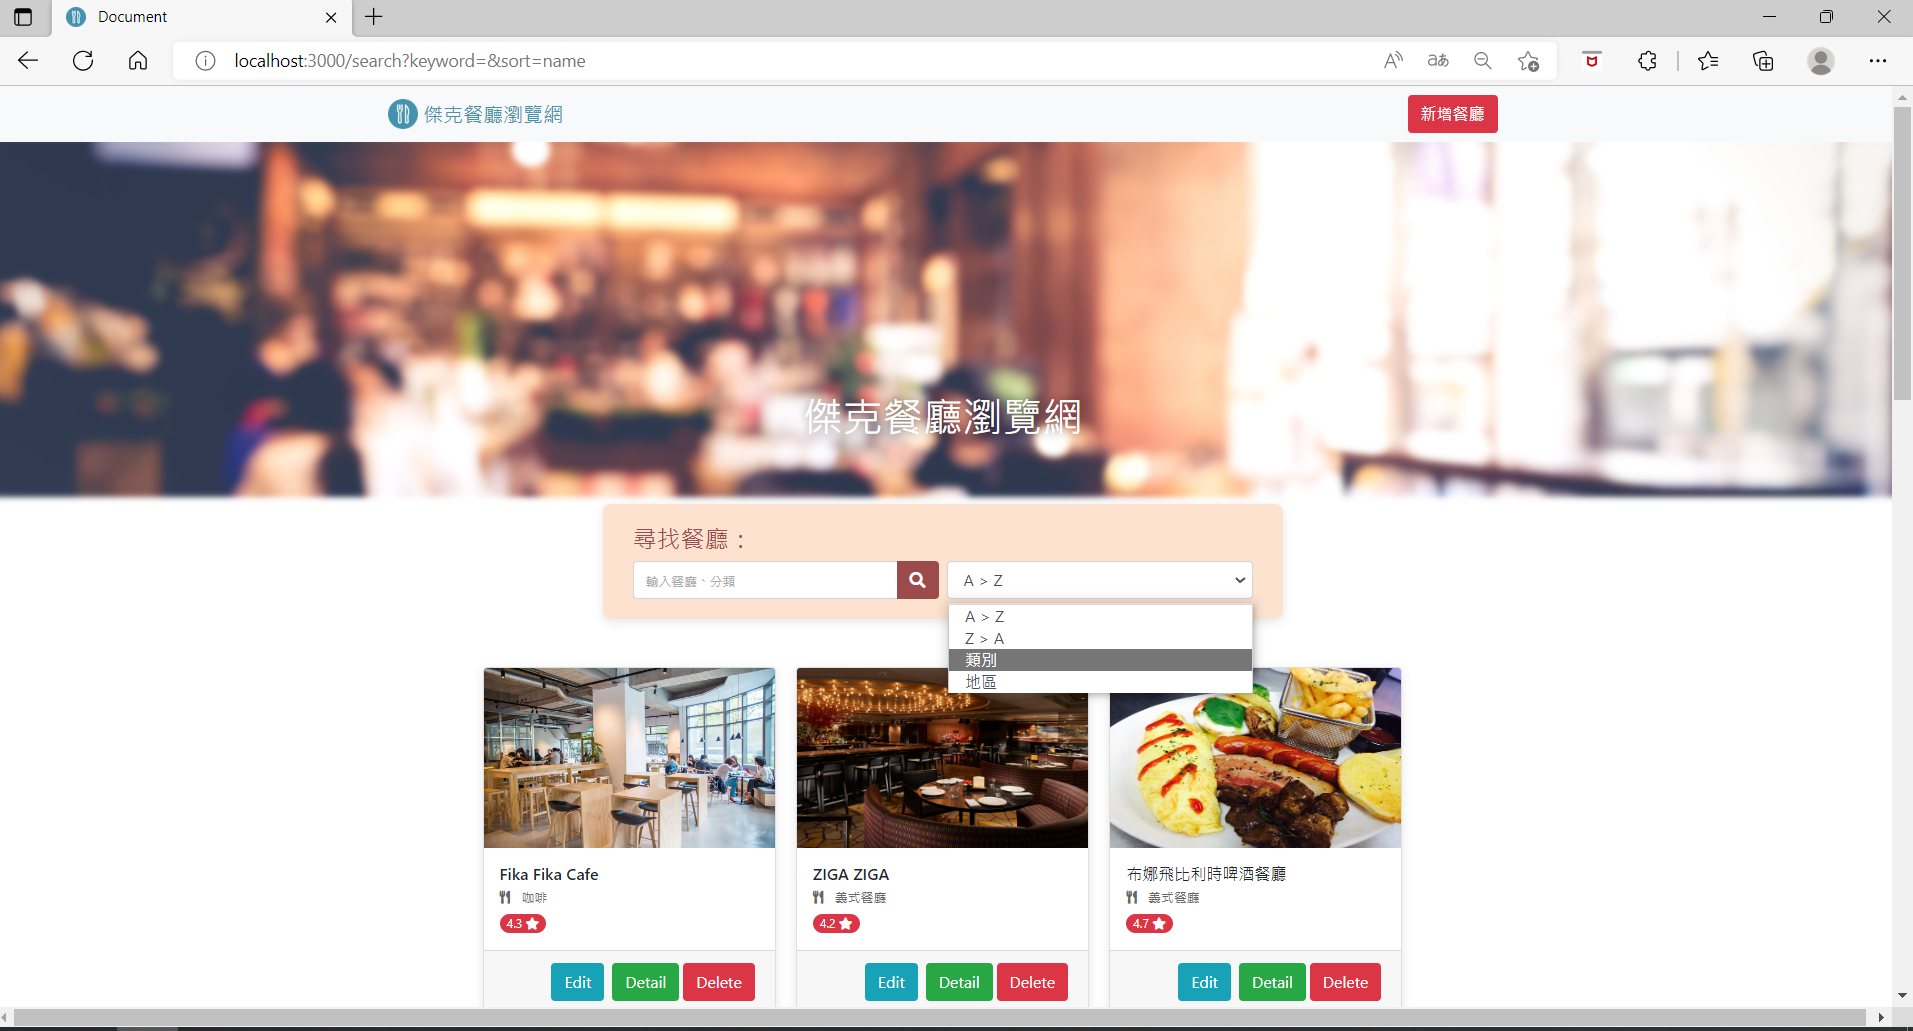 Document
localhost:3000/search?keyword=&sort=name
傑克餐廳瀏覽網
新增餐廳
傑克餐廳瀏覽網
尋找餐廳：
輸入餐廳、分類
A > Z
A > Z
Z > A
類別
地區
Fika Fika Cafe
咖啡
4.3
Edit Detail Delete
ZIGA ZIGA
義式餐廳
4.2
Edit Detail Delete
布娜飛比利時啤酒餐廳
義式餐廳
4.7
Edit Detail Delete